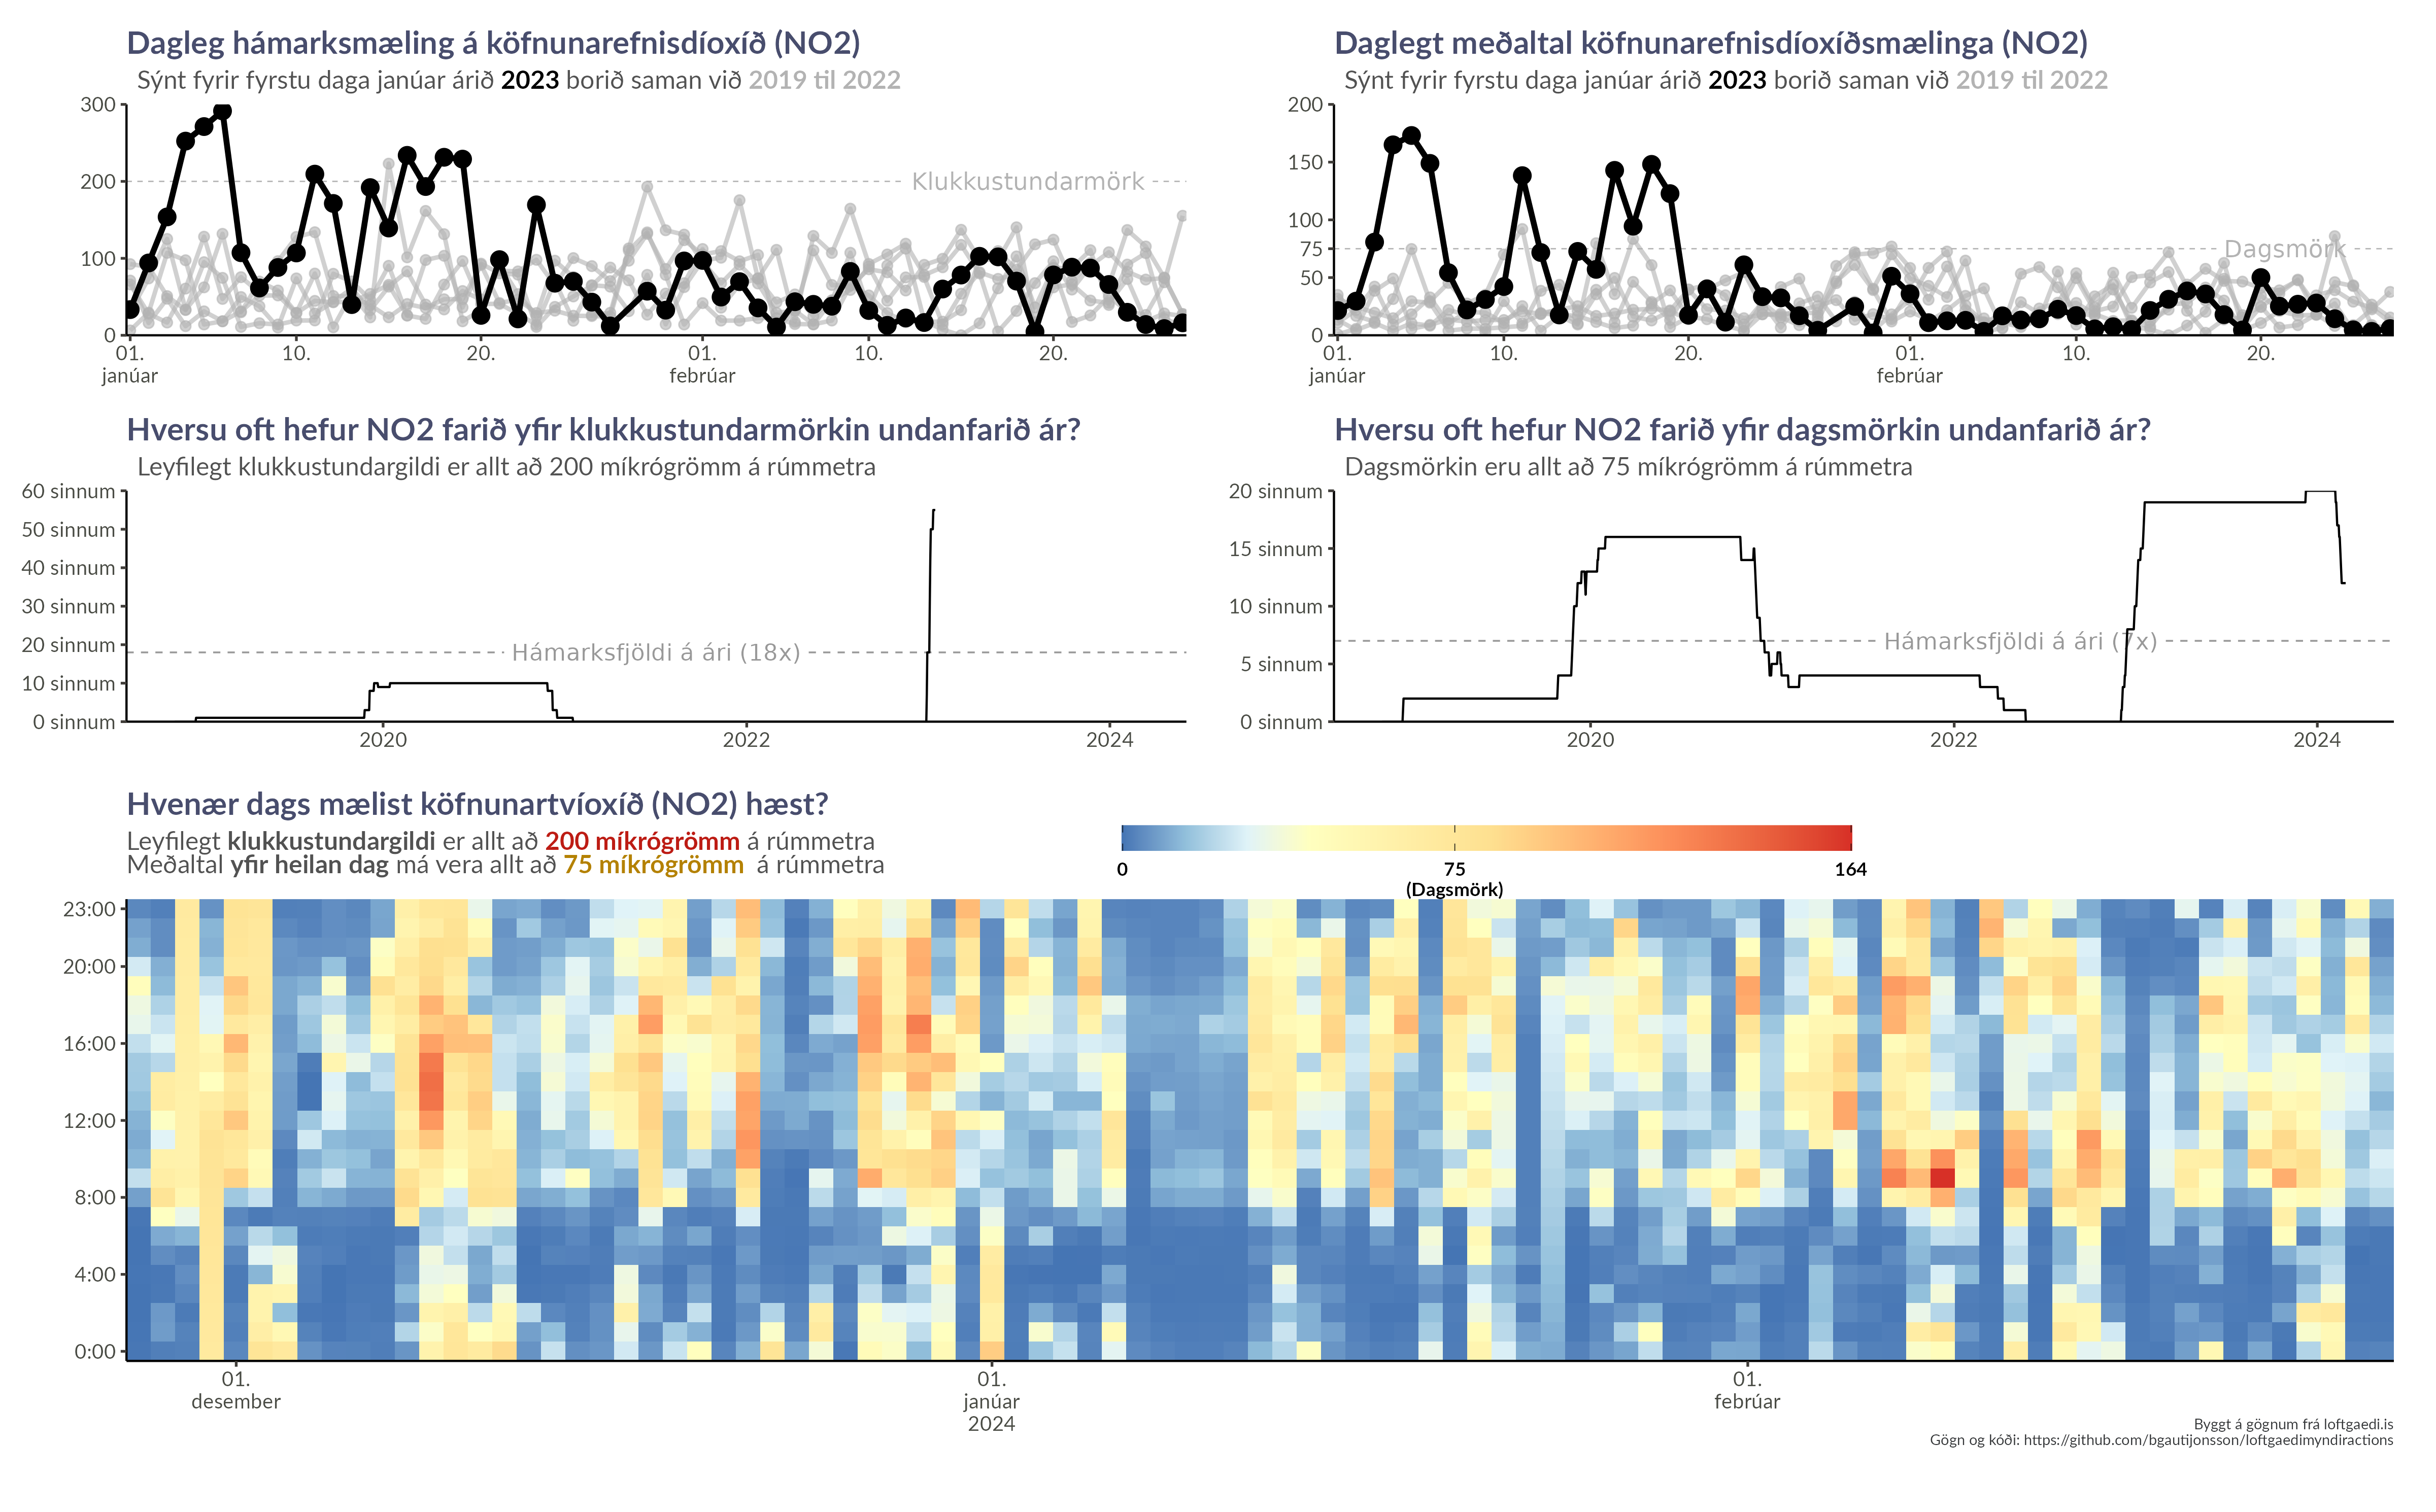 Dagleg hámarksmæling á köfnunarefnisdíoxíð (NO2)
Sýnt fyrir fyrstu daga janúar árið 2023 borið saman við 2019 til 2022
300
200
100
0
Klukkustundarmörk
01.
janúar
10.
20.
01.
febrúar
10.
20.
Daglegt meðaltal köfnunarefnisdíoxíðsmælinga (NO2)
Sýnt fyrir fyrstu daga janúar árið 2023 borið saman við 2019 til 2022
200
150
100
75
50
0
Dagsmörk
01.
janúar
10.
20.
01.
febrúar
10.
20.
Hversu oft hefur NO2 farið yfir klukkustundarmörkin undanfarið ár?
Leyfilegt klukkustundargildi er allt að 200 míkrógrömm á rúmmetra
60 sinnum
50 sinnum
40 sinnum
30 sinnum
20 sinnum
10 sinnum
0 sinnum
Hámarksfjöldi á ári (18x)
2020
2022
2024
Hversu oft hefur NO2 farið yfir dagsmörkin undanfarið ár?
Dagsmörkin eru allt að 75 míkrógrömm á rúmmetra
20 sinnum
15 sinnum
10 sinnum
5 sinnum
0 sinnum
Hámarksfjöldi á ári (7x)
2020
2022
2024
Hvenær dags mælist köfnunartvíoxíð (NO2) hæst?
Leyfilegt klukkustundargildi er allt að 200 míkrógrömm á rúmmetra
Meðaltal yfir heilan dag má vera allt að 75 míkrógrömm á rúmmetra
0
75
(Dagsmörk)
164
23:00
20:00
16:00
12:00
8:00
4:00
0:00
01.
desember
01.
janúar
2024
01.
febrúar
Byggt á gögnum frá loftgaedi.is
Gögn og kóði: https://github.com/bgautijonsson/loftgaedimyndiractions